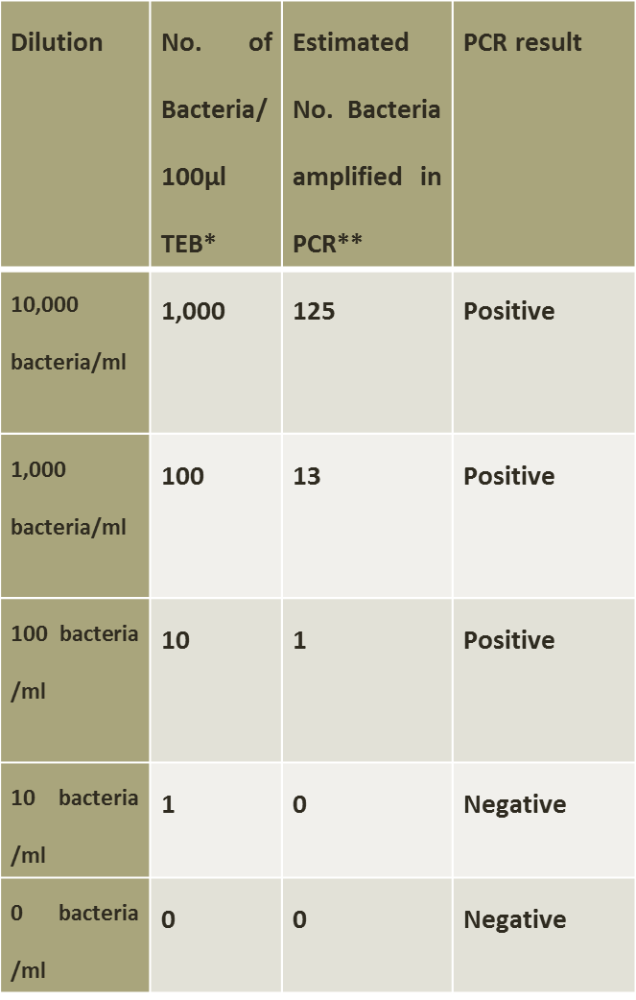 Dilution
No. of
Bacteria/
100µl
TEB*
Estimated
No. Bacteria
amplified in
PCR**
PCR result
10,000
bacteria/ml
1,000
125
Positive
1,000
bacteria/ml
100
13
Positive
100 bacteria
/ml
10
1
Positive
10 bacteria
/ml
1
0
Negative
0 bacteria
/ml
0
0
Negative